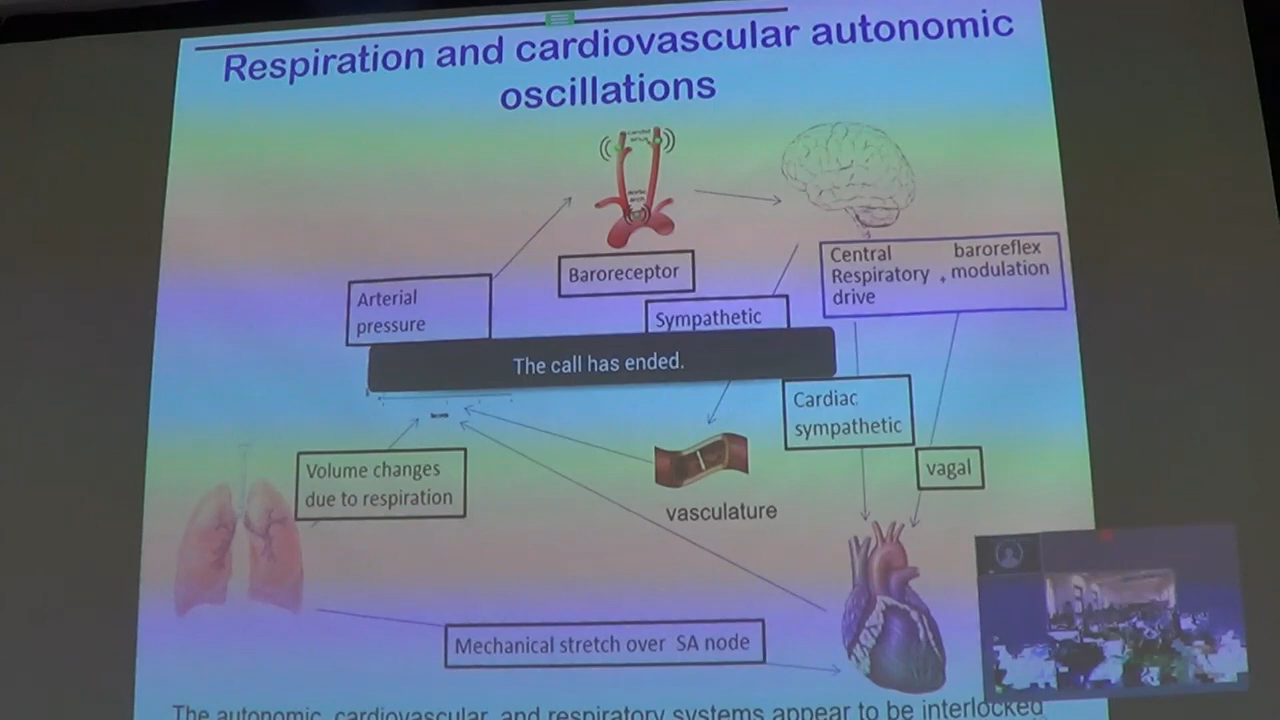 Respiration and cardiovascular autonomic
oscillations
Baroreceptor
Arterial
pressure
Sympathetic
Central
Respiratory
drive
+
baroreflex
modulation
The call has ended.
Cardiac
sympathetic
vagal
Volume changes
due to respiration
vasculature
Mechanical stretch over SA node
The autonomic, cardiovascular, and respiratory systems appear to be interlocked